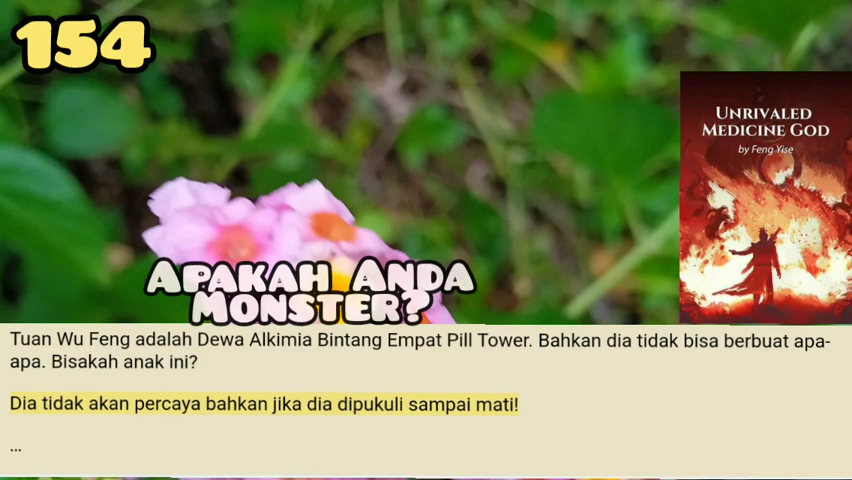 154
UNRIVALED
MEDICINE GOD
by Feng Yise
APAKAH ANDA
MONSTER?
Tuan Wu Feng adalah Dewa Alkimia Bintang Empat Pill Tower. Bahkan dia tidak bisa berbuat apa-
apa. Bisakah anak ini?
Dia tidak akan percaya bahkan jika dia dipukuli sampai mati!
...